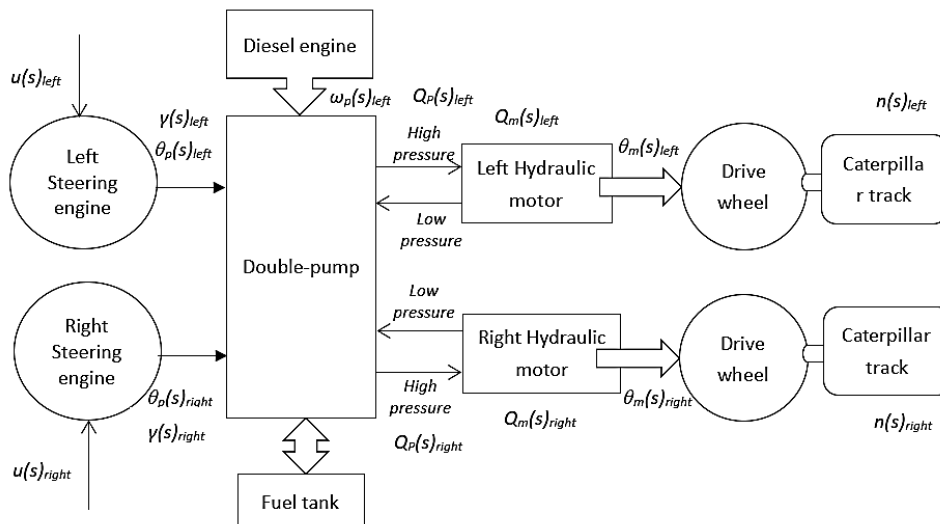 Diesel engine
u(s)left
ωp(s)left
Qp(s)left
n(s)left
γ(s)left
θp(s)left
Qm(s)left
High
pressure
θm(s)left
Left
Steering
engine
Left Hydraulic
motor
Drive
wheel
Caterpilla
r track
Low
pressure
Double-pump
Low
pressure
Right
Steering
engine
Right Hydraulic
motor
Drive
wheel
Caterpillar
track
High
pressure
θp(s)right
γ(s)right
Qm(s)right
θm(s)right
n(s)right
Qp(s)right
u(s)right
Fuel tank